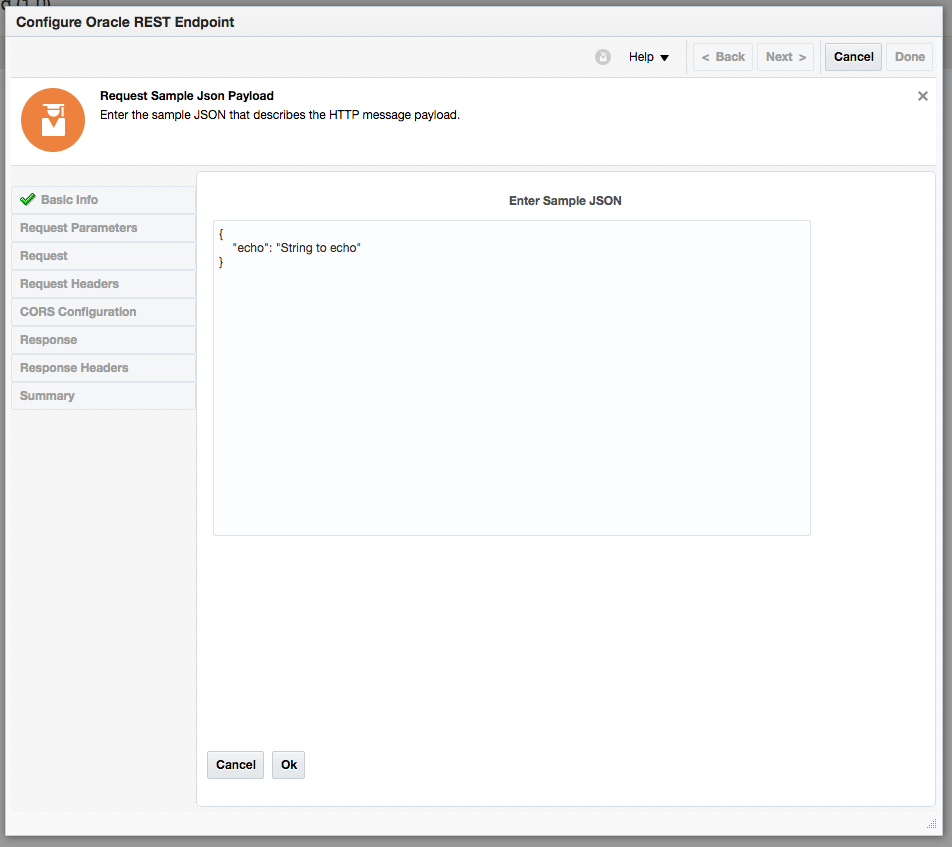 d (1.0)
Configure Oracle REST Endpoint
Help
< Back
Next >
Cancel
Done
Request Sample Json Payload
Enter the sample JSON that describes the HTTP message payload.
Basic Info
Request Parameters
Request
Request Headers
CORS Configuration
Response
Response Headers
Summary
Enter Sample JSON
{
"echo": "String to echo"
}
Cancel
Ok